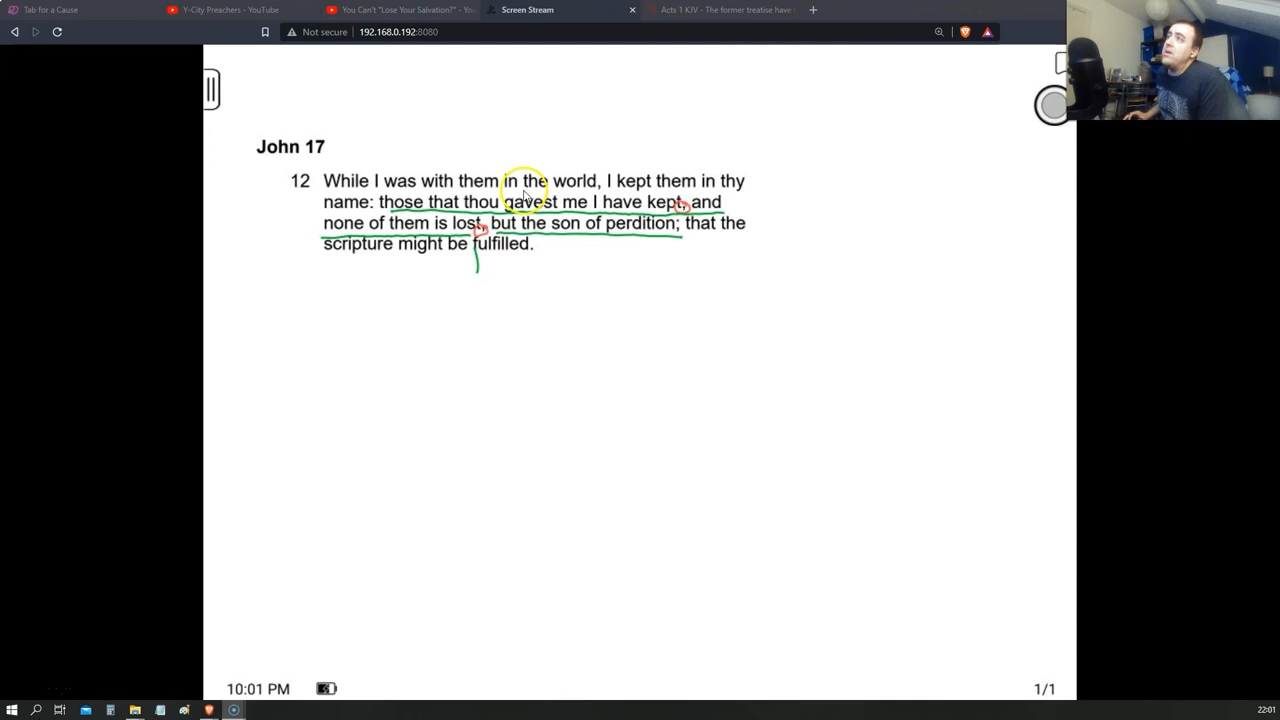 Tab for a Cause
Y-City Preachers - YouTube
You Can't "Lose Your Salvation?" - You
Screen Stream
Acts 1 KJV - The former treatise have
Not secure
192.168.0.192:8080
John 17
12 While I was with them in the world, I kept them in thy
name: those that thou gavest me I have kept, and
none of them is lost, but the son of perdition; that the
scripture might be fulfilled.
10:01 PM
1/1
22:01